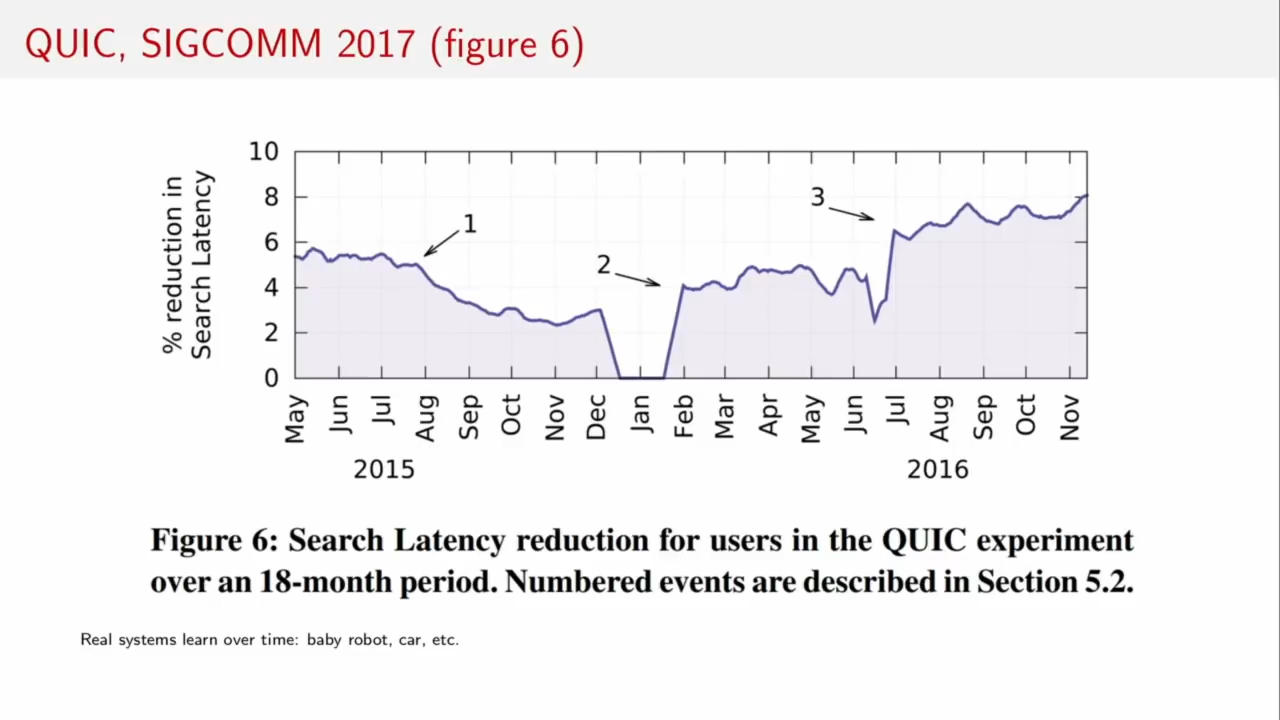 QUIC, SIGCOMM 2017 (figure 6)
% reduction in
Search Latency
10
8
6
4
2
0
1
2
3
May Jun Jul Aug Sep Oct Nov Dec Jan Feb Mar Apr May Jun Jul Aug Sep Oct Nov
2015 2016
Figure 6: Search Latency reduction for users in the QUIC experiment
over an 18-month period. Numbered events are described in Section 5.2.
Real systems learn over time: baby robot, car, etc.